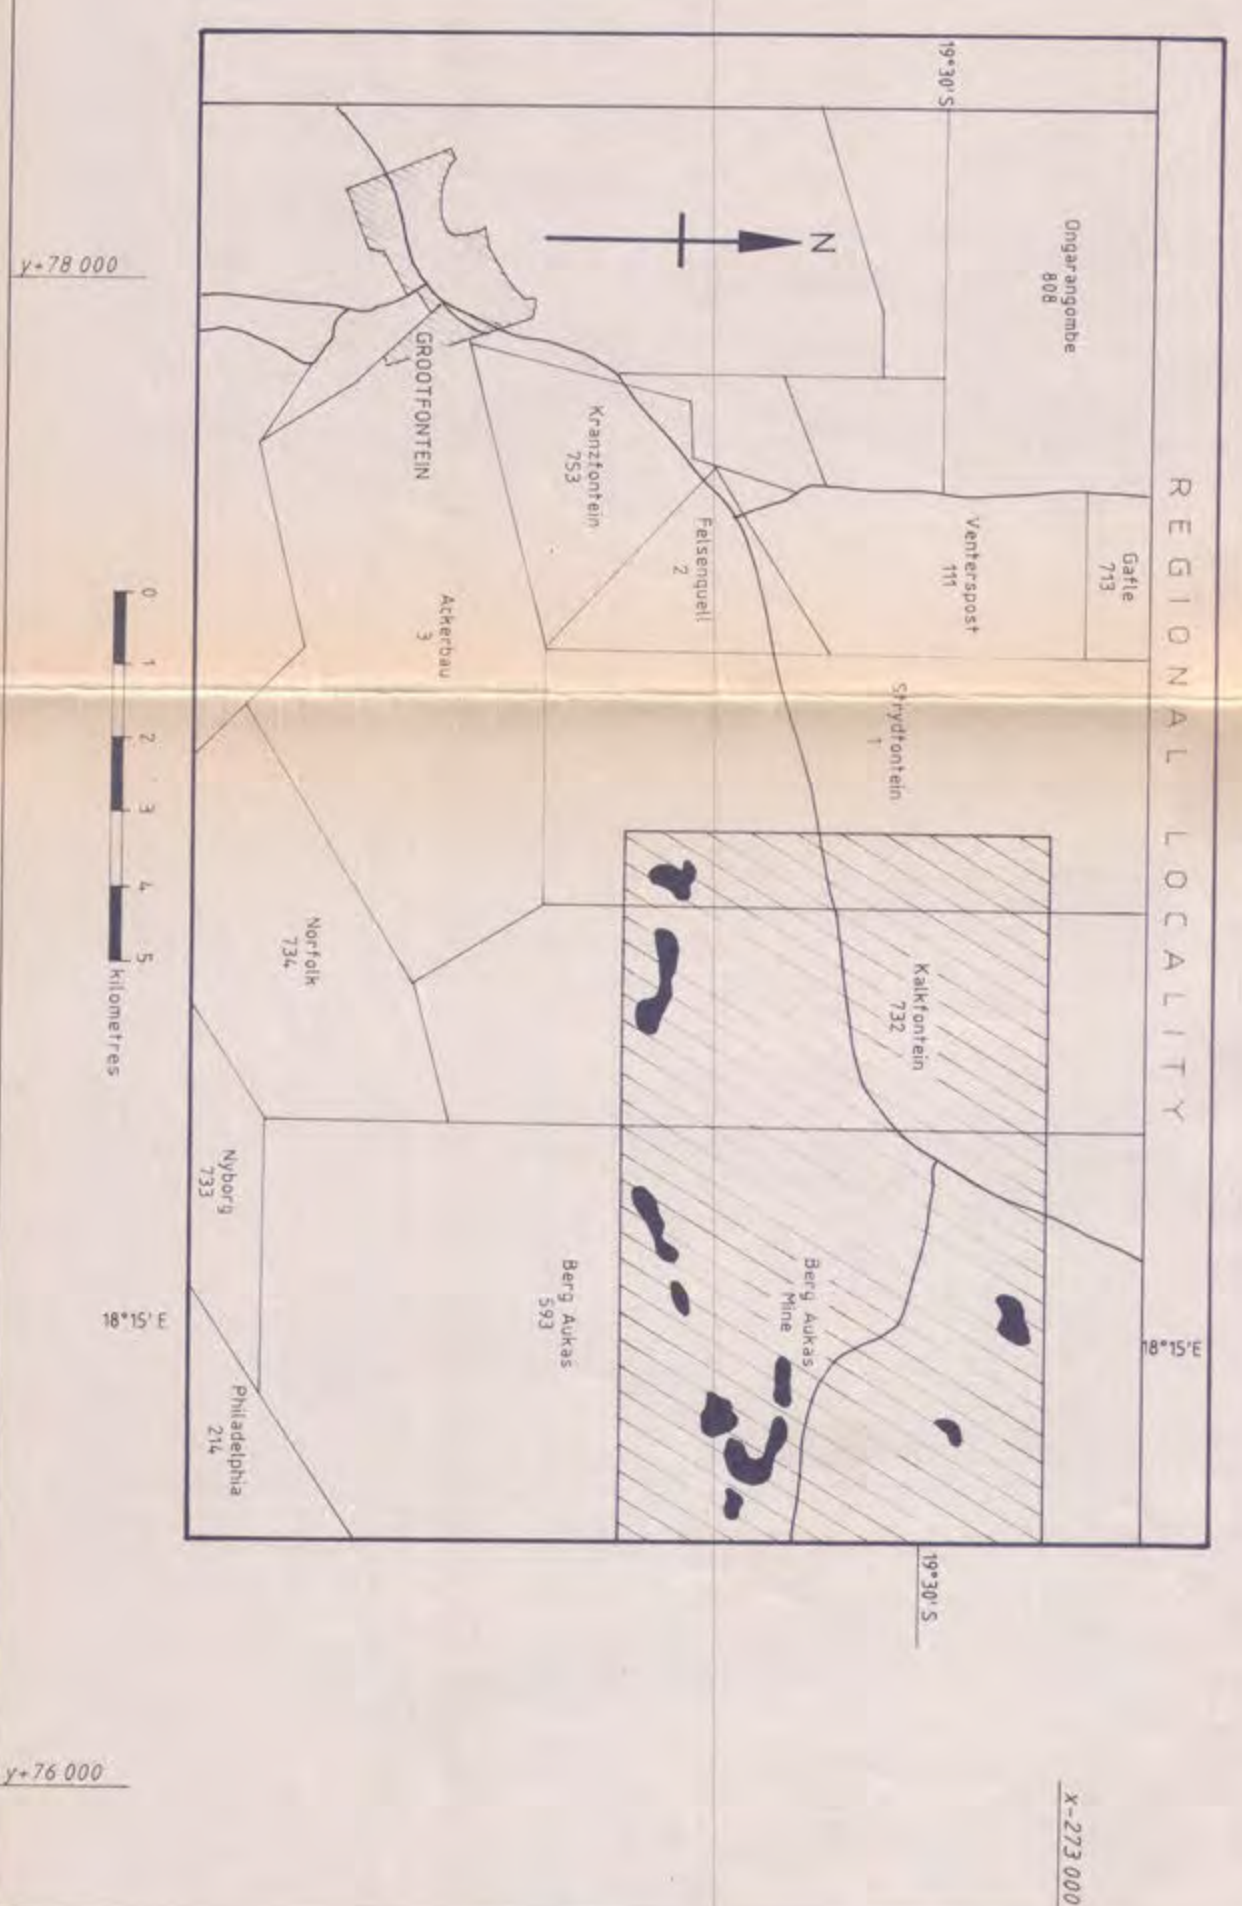 REGIONAL LOCALITY
18°15'E
Gafle
713
Ongarangombe
808
19°30'S
Venterspost
111
Strydfontein
1
Kalkfontein
732
19°30'S
N
Berg Aukas
Mine
Felsenquell
2
Kranzfontein
753
Berg Aukas
593
GROOTFONTEIN
Ackerbau
3
Norfolk
734
Nyborg
733
Philadelphia
214
0 1 2 3 4 5
kilometres
18°15'E
y+78 000
y+76 000
x-273 000